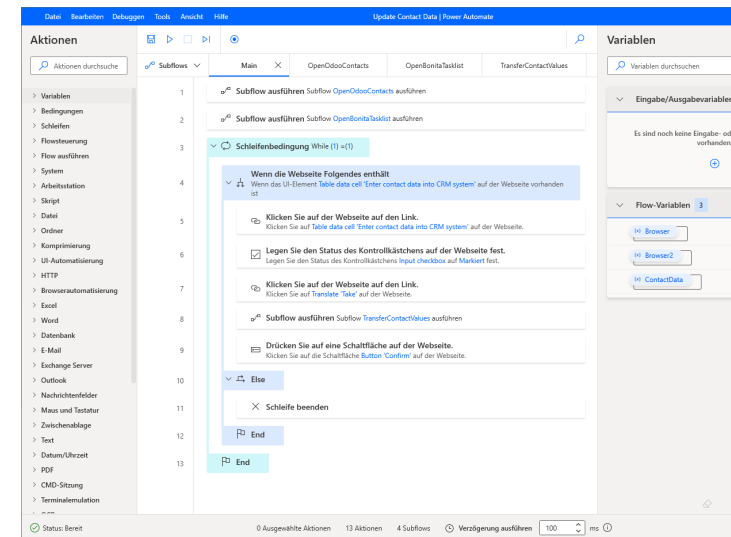 Datei Bearbeiten Debuggen Tools Ansicht Hilfe Update Contact Data | Power Automate
Aktionen
Aktionen durchsuche
Variablen
Bedingungen
Schleifen
Flowsteuerung
Flow ausführen
System
Arbeitsstation
Skript
Datei
Ordner
Komprimierung
UI-Automatisierung
HTTP
Browserautomatisierung
Excel
Word
Datenbank
E-Mail
Exchange Server
Outlook
Nachrichtenfelder
Maus und Tastatur
Zwischenablage
Text
Datum/Uhrzeit
PDF
CMD-Sitzung
Terminalemulation
Subflows Main OpenOdooContacts OpenBonitaTasklist TransferContactValues
1 Subflow ausführen Subflow OpenOdooContacts ausführen
2 Subflow ausführen Subflow OpenBonitaTasklist ausführen
3 Schleifenbedingung While (1) =(1)
Wenn die Webseite Folgendes enthält
4 Wenn das UI-Element Table data cell 'Enter contact data into CRM system' auf der Webseite vorhanden
ist
5 Klicken Sie auf der Webseite auf den Link.
Klicken Sie auf Table data cell 'Enter contact data into CRM system' auf der Webseite.
6 Legen Sie den Status des Kontrollkästchens auf der Webseite fest.
Legen Sie den Status des Kontrollkästchens Input checkbox auf Markiert fest.
7 Klicken Sie auf der Webseite auf den Link.
Klicken Sie auf Translate 'Take' auf der Webseite.
8 Subflow ausführen Subflow TransferContactValues ausführen
9 Drücken Sie auf eine Schaltfläche auf der Webseite.
Klicken Sie auf die Schaltfläche Button 'Confirm' auf der Webseite.
10 Else
11 Schleife beenden
12 End
13 End
Variablen
Variablen durchsuchen
Eingabe/Ausgabevariablen
Es sind noch keine Eingabe- od
vorhanden
Flow-Variablen 3
(x) Browser
(x) Browser2
(x) ContactData
Status: Bereit 0 Ausgewählte Aktionen 13 Aktionen 4 Subflows Verzögerung ausführen 100 ms